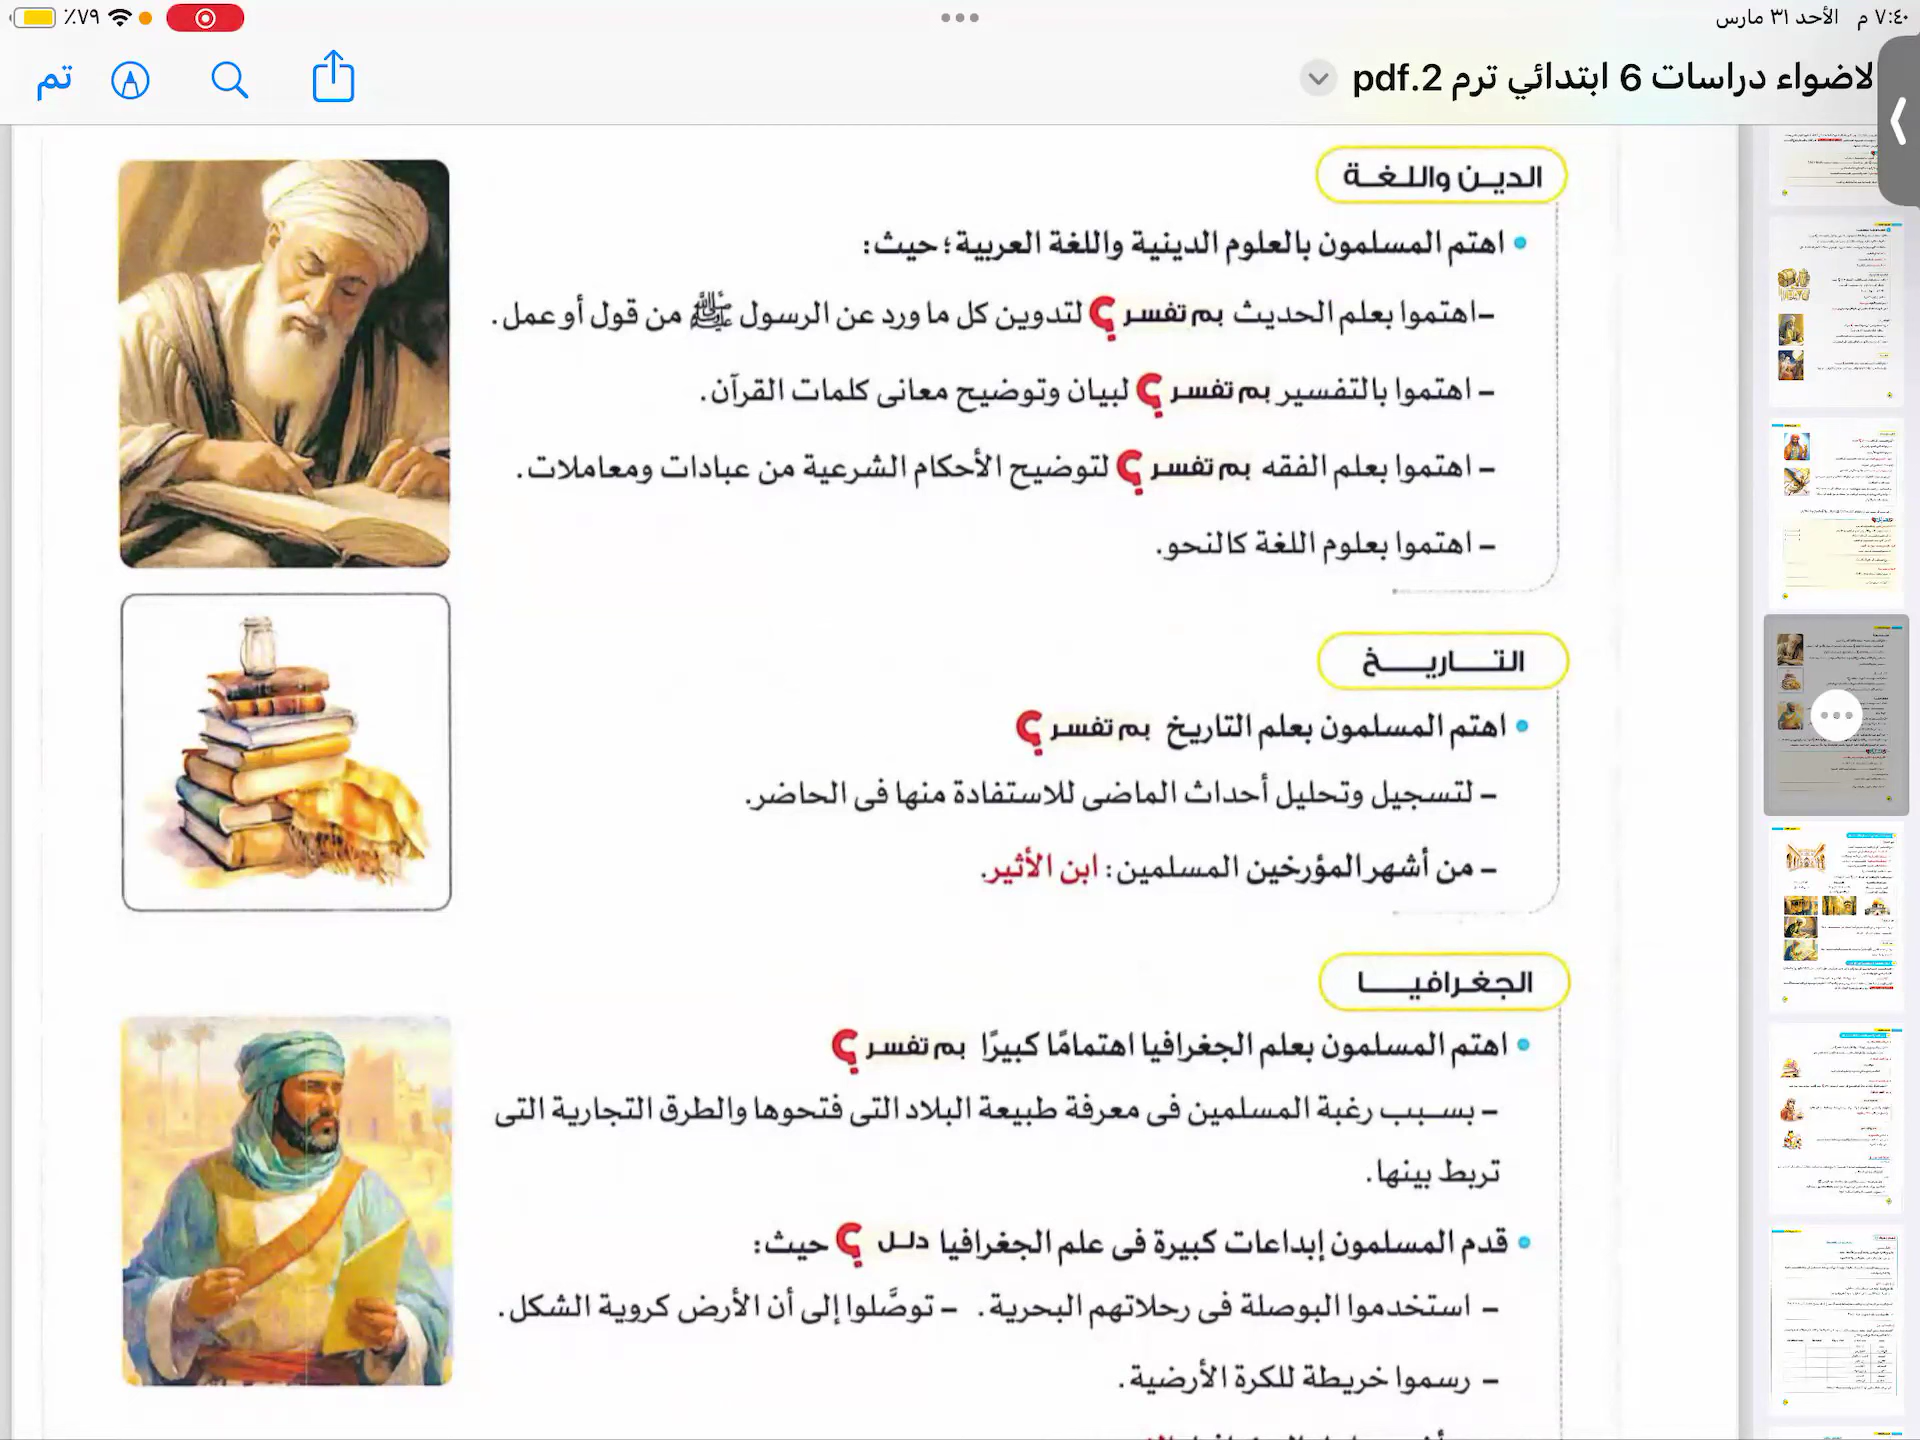 ٧:٤٠ م الأحد ٣١ مارس
٪٧٩
لاضواء دراسات 6 ابتدائي ترم 2.pdf
تم
الدين واللغة
• اهتم المسلمون بالعلوم الدينية واللغة العربية؛ حيث:
– اهتموا بعلم الحديث بم تفسر؟ لتدوين كل ما ورد عن الرسول ﷺ من قول أو عمل.
– اهتموا بالتفسير بم تفسر؟ لبيان وتوضيح معانى كلمات القرآن.
– اهتموا بعلم الفقه بم تفسر؟ لتوضيح الأحكام الشرعية من عبادات ومعاملات.
– اهتموا بعلوم اللغة كالنحو.
التاريخ
• اهتم المسلمون بعلم التاريخ بم تفسر؟
– لتسجيل وتحليل أحداث الماضى للاستفادة منها فى الحاضر.
– من أشهر المؤرخين المسلمين: ابن الأثير.
الجغرافيا
• اهتم المسلمون بعلم الجغرافيا اهتمامًا كبيرًا بم تفسر؟
– بسبب رغبة المسلمين فى معرفة طبيعة البلاد التى فتحوها والطرق التجارية التى
تربط بينها.
• قدم المسلمون إبداعات كبيرة فى علم الجغرافيا دلل؟ حيث:
– استخدموا البوصلة فى رحلاتهم البحرية. – توصَّلوا إلى أن الأرض كروية الشكل.
– رسموا خريطة للكرة الأرضية.